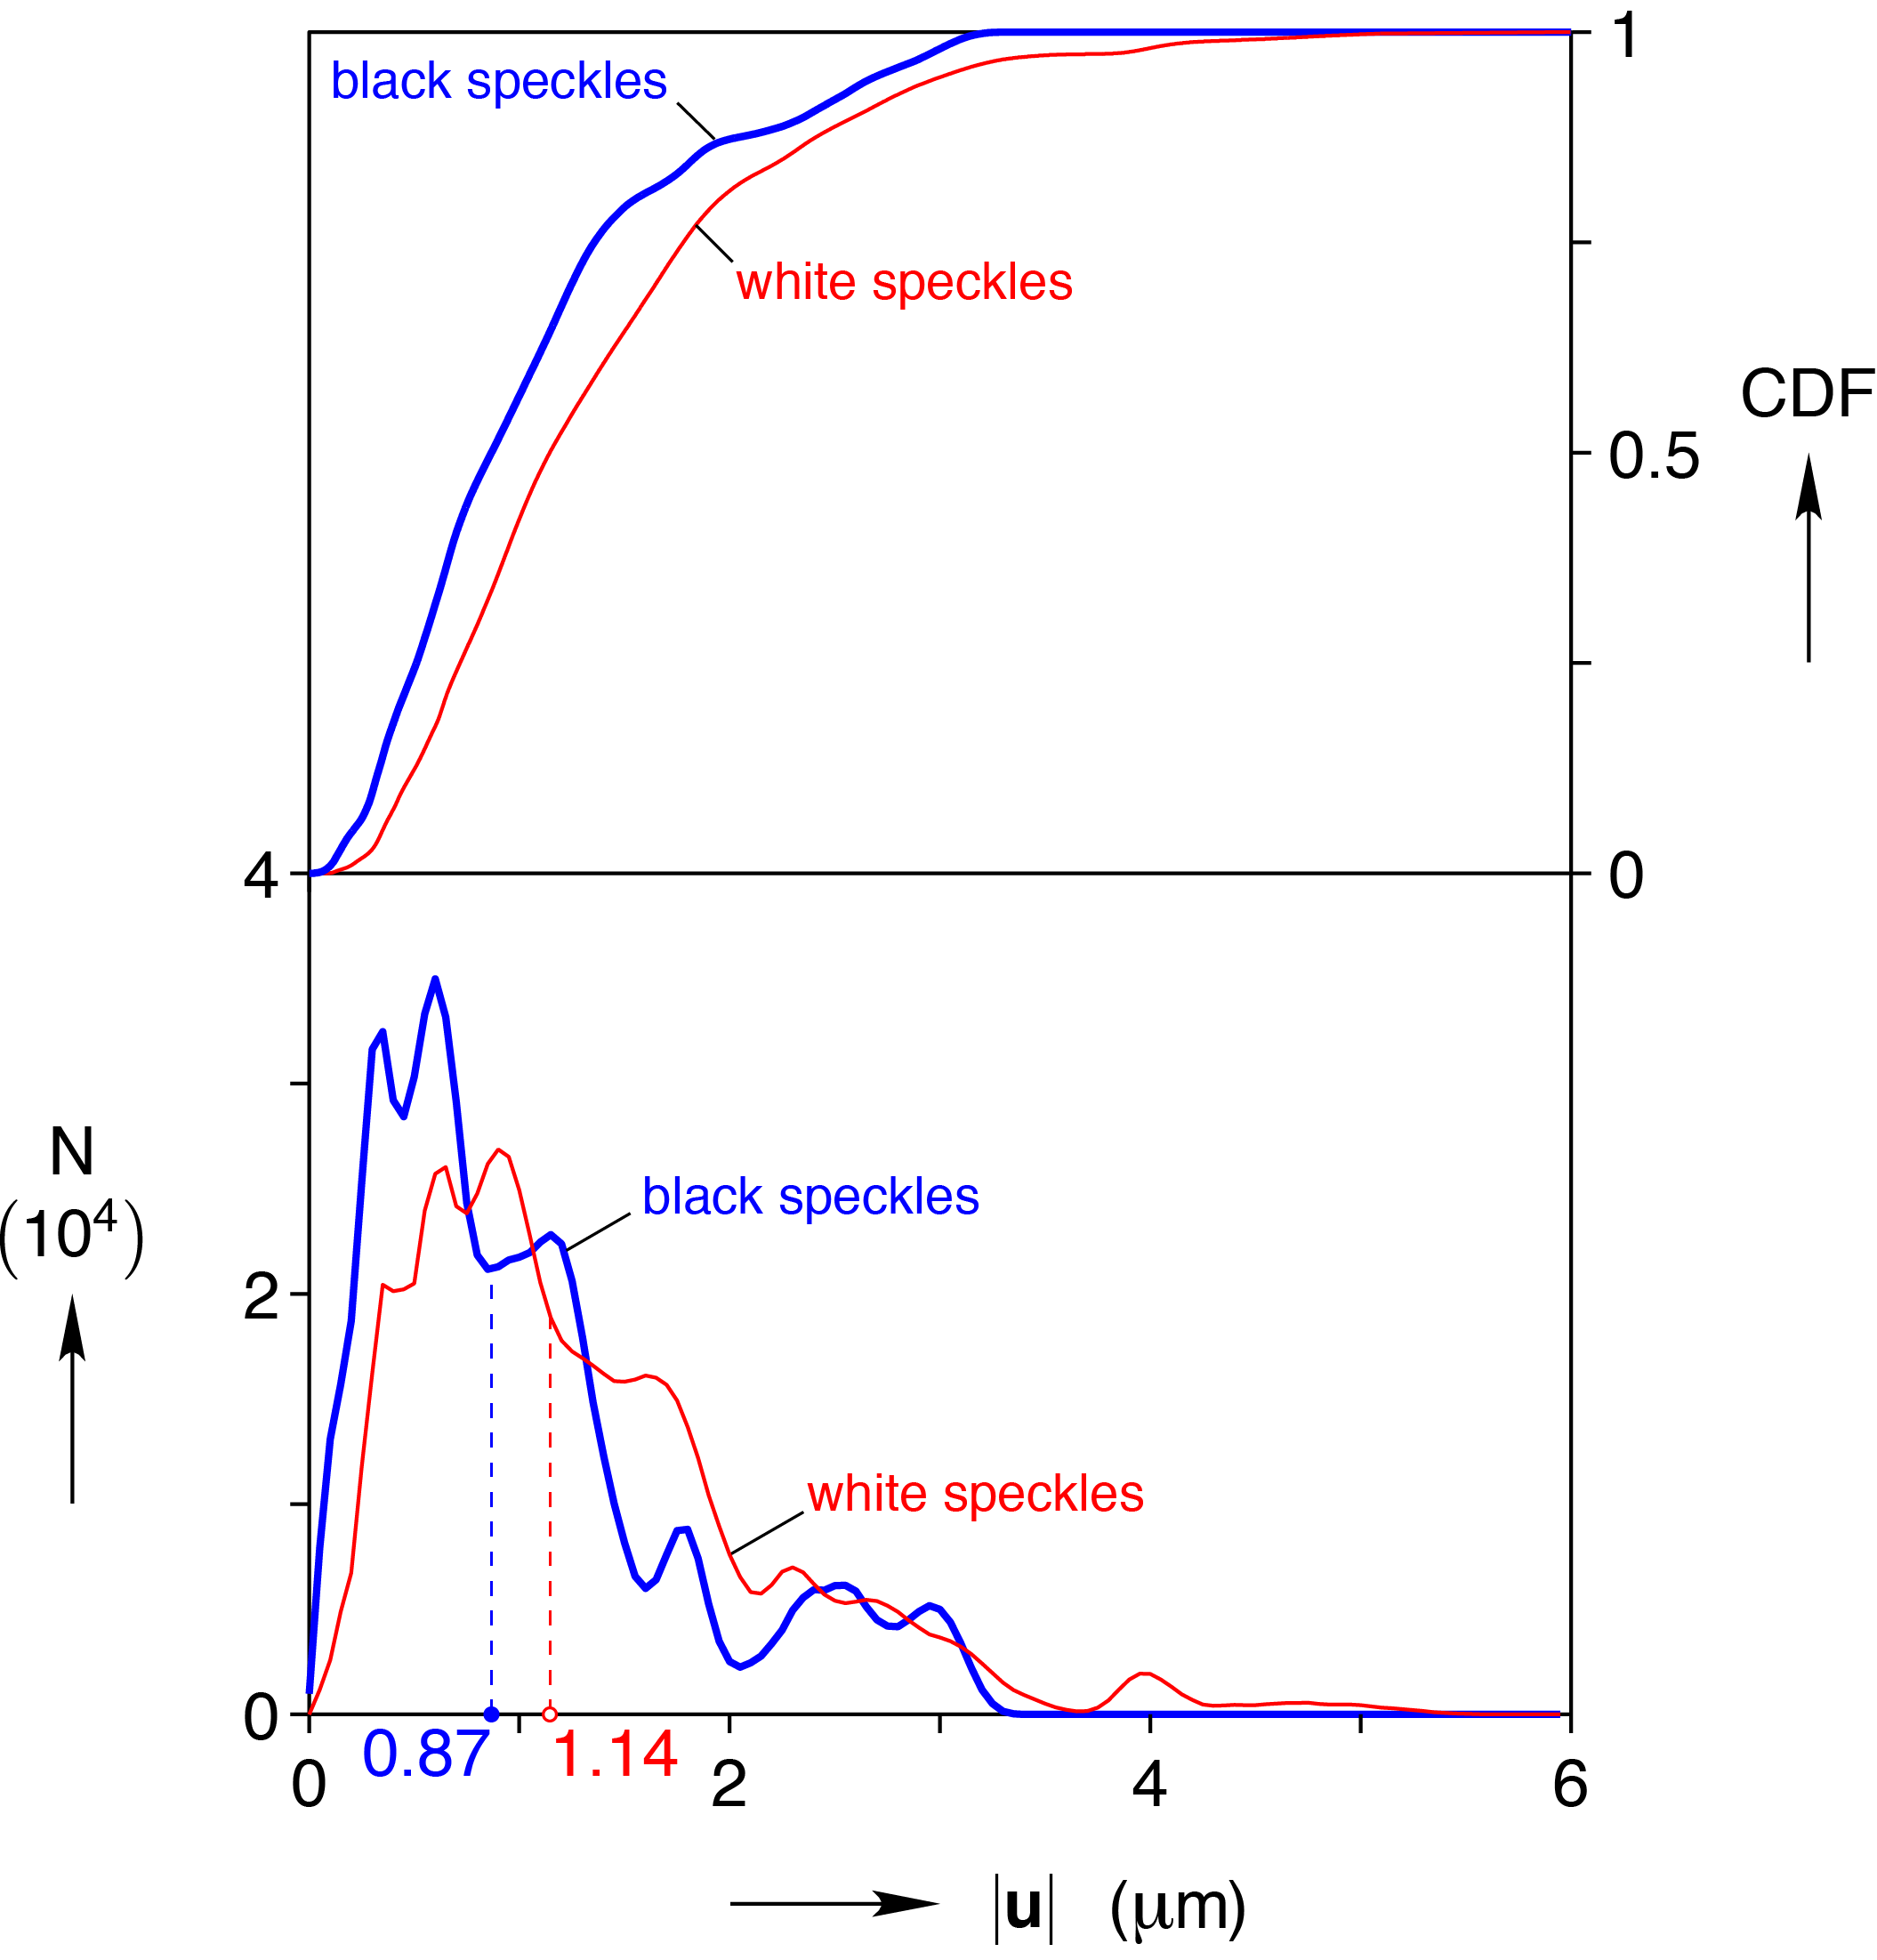 1
black speckles
white speckles
CDF
0.5
4
0
N
(10⁴)
black speckles
2
white speckles
0
0.87
1.14
0
2
4
6
|u| (μm)